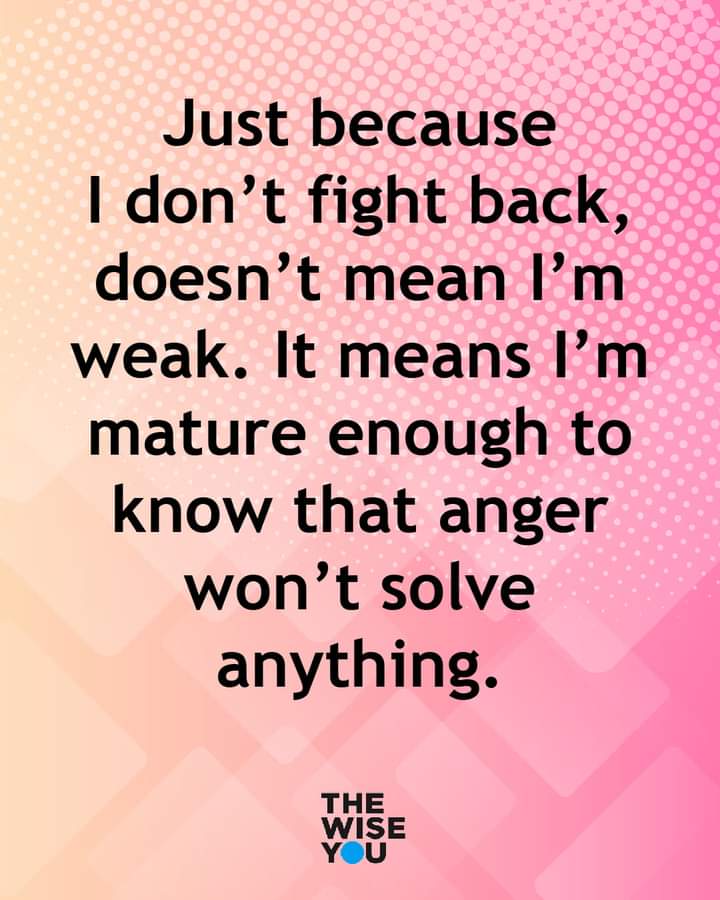 Just because
I don’t fight back,
doesn’t mean I’m
weak. It means I’m
mature enough to
know that anger
won’t solve
anything.
THE
WISE
YOU